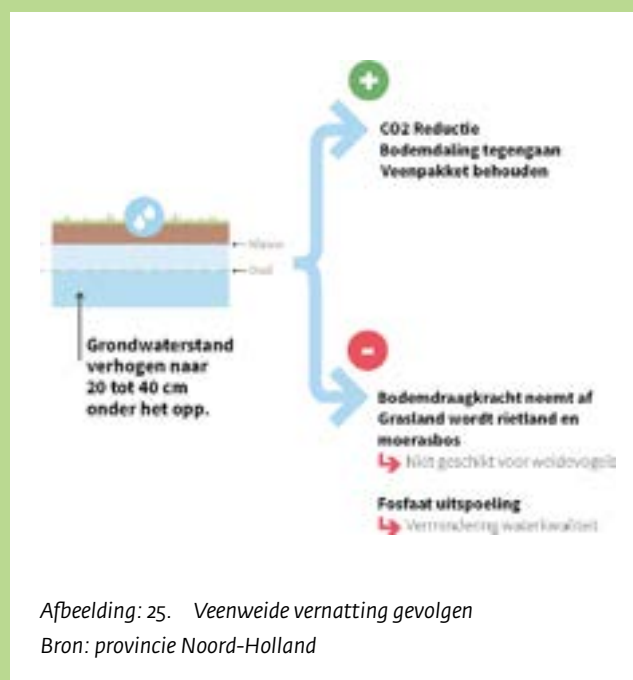 +
CO2 Reductie
Bodemdaling tegengaan
Veenpakket behouden
Nieuw
Oud
Grondwaterstand
verhogen naar
20 tot 40 cm
onder het opp.
-
Bodemdraagkracht neemt af
Grasland wordt rietland en
moerasbos
Niet geschikt voor weidevogels
Fosfaat uitspoeling
Vermindering waterkwaliteit
Afbeelding: 25. Veenweide vernatting gevolgen
Bron: provincie Noord-Holland